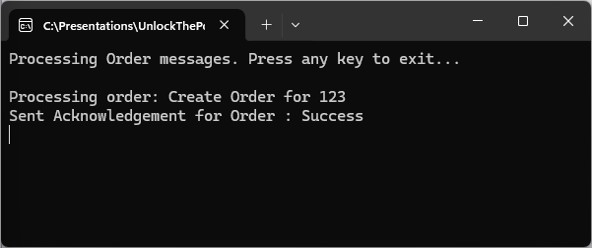 C:\Presentations\UnlockThePo
Processing Order messages. Press any key to exit...
Processing order: Create Order for 123
Sent Acknowledgement for Order : Success